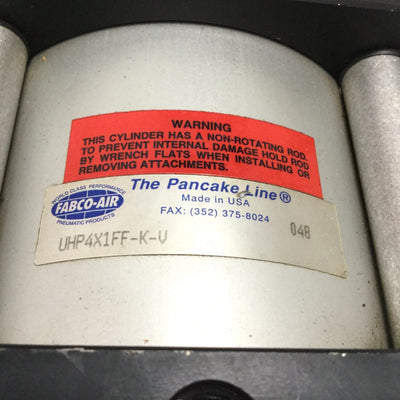 WARNING
THIS CYLINDER HAS A NON-ROTATING ROD.
TO PREVENT INTERNAL DAMAGE HOLD ROD
BY WRENCH FLATS WHEN INSTALLING OR
REMOVING ATTACHMENTS.
WORLD CLASS PERFORMANCE
FABCO-AIR
PNEUMATIC PRODUCTS
The Pancake Line®
Made in USA
FAX: (352) 375-8024
UHP4X1FF-K-V
048